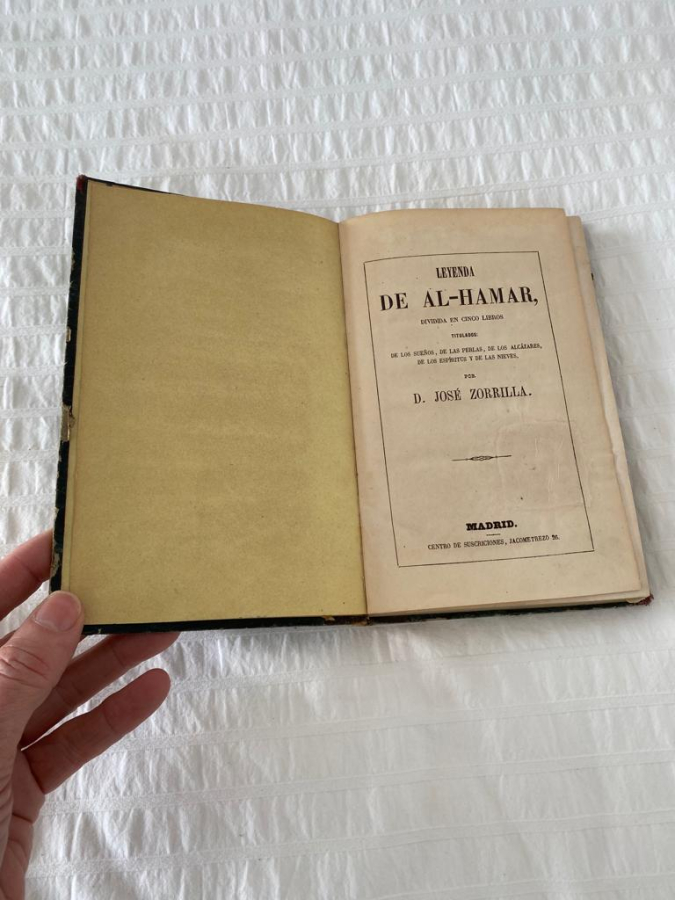 LEYENDA
DE AL-HAMAR,
DIVIDIDA EN CINCO LIBROS
TITULADOS:
DE LOS SUEÑOS, DE LAS PERLAS, DE LOS ALCÁZARES,
DE LOS ESPÍRITUS Y DE LAS NIEVES,
POR
D. JOSÉ ZORRILLA.
MADRID.
CENTRO DE SUSCRICIONES, JACOMETREZO 26.